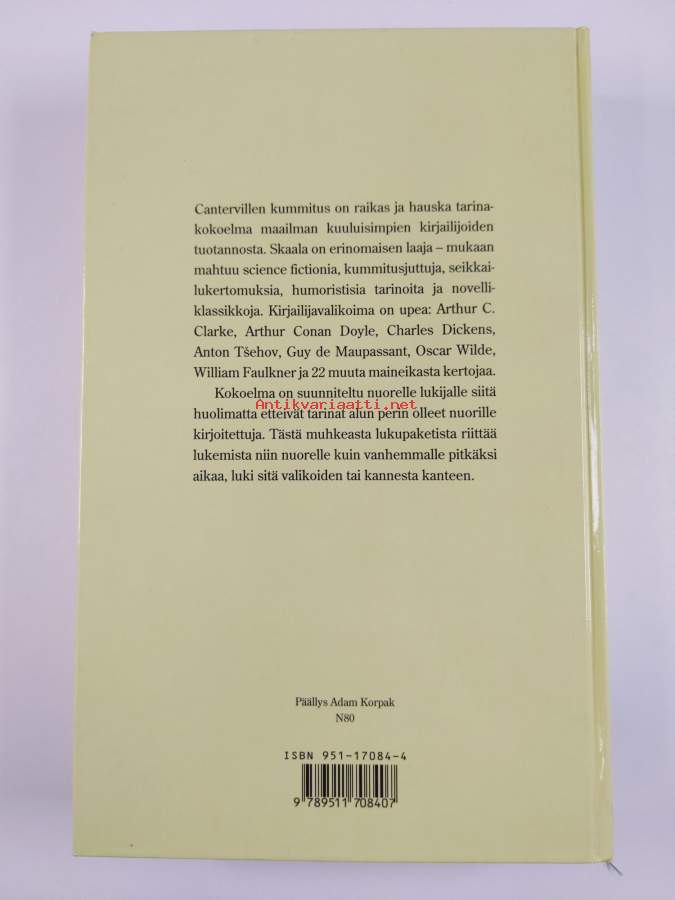 Cantervillen kummitus on raikas ja hauska tarina-
kokoelma maailman kuuluisimpien kirjailijoiden
tuotannosta. Skaala on erinomaisen laaja – mukaan
mahtuu science fictionia, kummitusjuttuja, seikkai-
lukertomuksia, humoristisia tarinoita ja novelli-
klassikkoja. Kirjailijavalikoima on upea: Arthur C.
Clarke, Arthur Conan Doyle, Charles Dickens,
Anton Tšehov, Guy de Maupassant, Oscar Wilde,
William Faulkner ja 22 muuta maineikasta kertojaa.
Kokoelma on suunniteltu nuorelle lukijalle siitä
Antikvariaatti.net
huolimatta etteivät tarinat alun perin olleet nuorille
kirjoitettuja. Tästä muhkeasta lukupaketista riittää
lukemista niin nuorelle kuin vanhemmalle pitkäksi
aikaa, luki sitä valikoiden tai kannesta kanteen.
Päällys Adam Korpak
N80
ISBN 951-17084-4
9 789511 708407